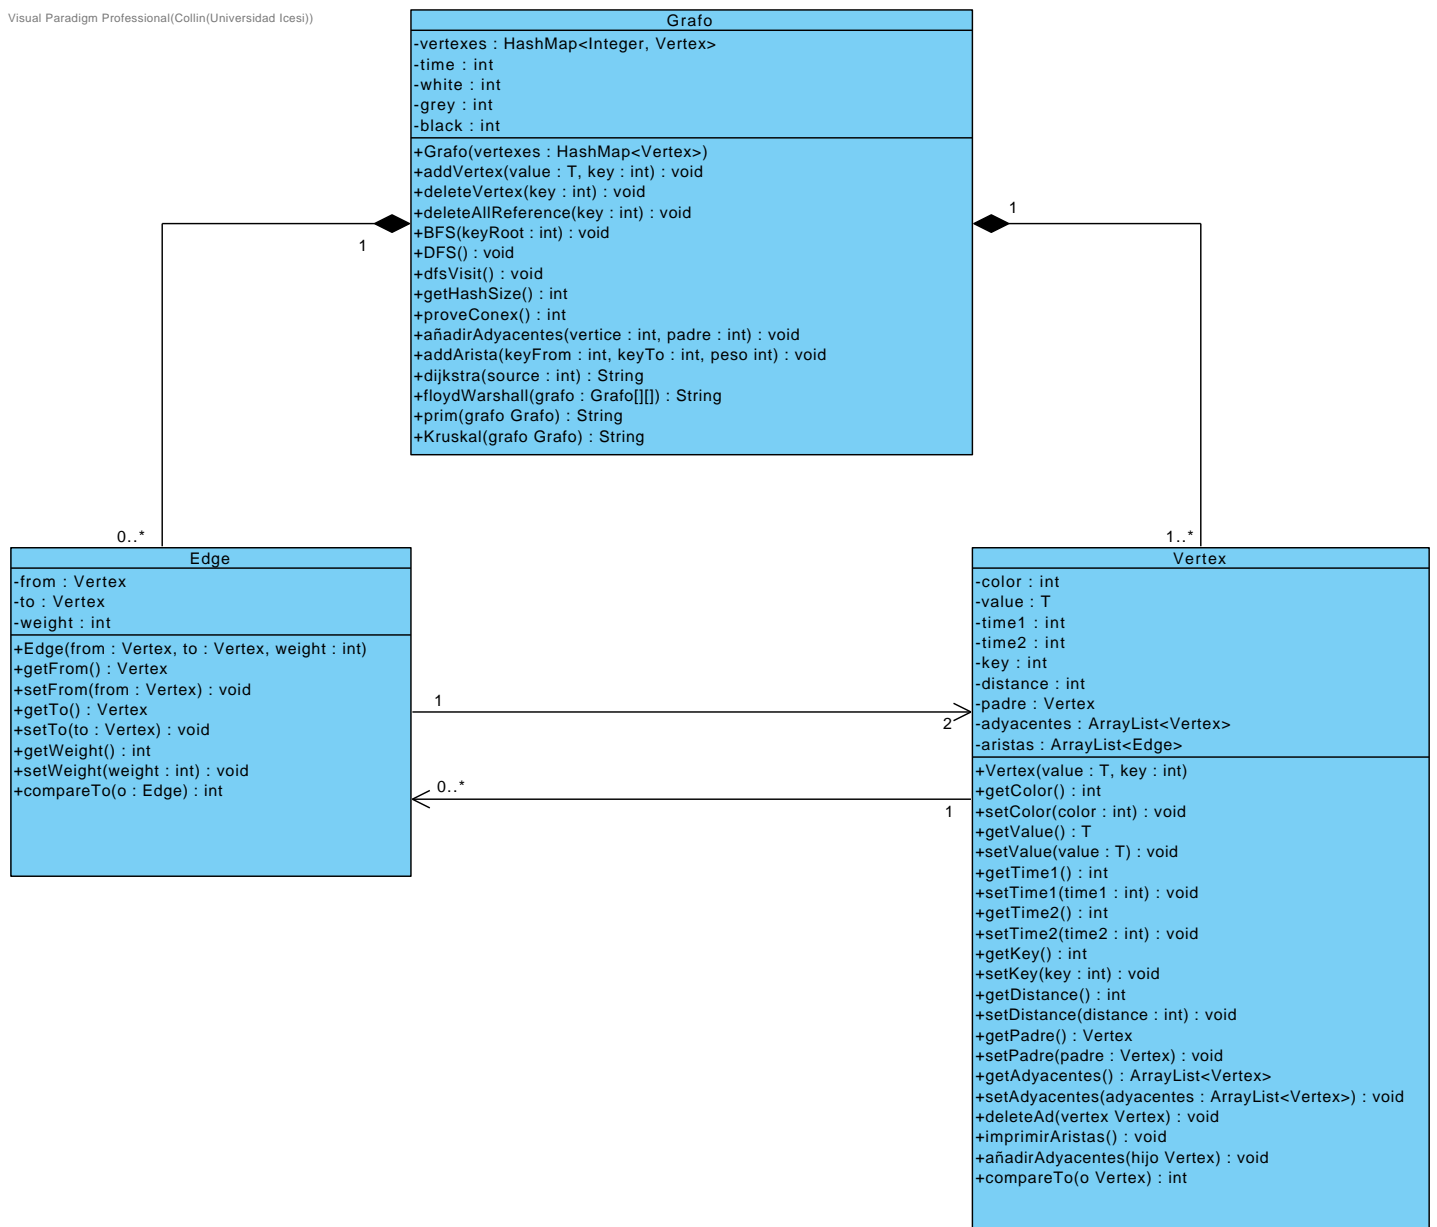 Visual Paradigm Professional(Collin(Universidad Icesi))
Grafo
-vertexes : HashMap<Integer, Vertex>
-time : int
-white : int
-grey : int
-black : int
+Grafo(vertexes : HashMap<Vertex>)
+addVertex(value : T, key : int) : void
+deleteVertex(key : int) : void
+deleteAllReference(key : int) : void
+BFS(keyRoot : int) : void
+DFS() : void
+dfsVisit() : void
+getHashSize() : int
+proveConex() : int
+añadirAdyacentes(vertice : int, padre : int) : void
+addArista(keyFrom : int, keyTo : int, peso int) : void
+dijkstra(source : int) : String
+floydWarshall(grafo : Grafo[][]) : String
+prim(grafo Grafo) : String
+Kruskal(grafo Grafo) : String
1
1
0..*
1..*
Edge
-from : Vertex
-to : Vertex
-weight : int
+Edge(from : Vertex, to : Vertex, weight : int)
+getFrom() : Vertex
+setFrom(from : Vertex) : void
+getTo() : Vertex
+setTo(to : Vertex) : void
+getWeight() : int
+setWeight(weight : int) : void
+compareTo(o : Edge) : int
1
2
0..*
1
Vertex
-color : int
-value : T
-time1 : int
-time2 : int
-key : int
-distance : int
-padre : Vertex
-adyacentes : ArrayList<Vertex>
-aristas : ArrayList<Edge>
+Vertex(value : T, key : int)
+getColor() : int
+setColor(color : int) : void
+getValue() : T
+setValue(value : T) : void
+getTime1() : int
+setTime1(time1 : int) : void
+getTime2() : int
+setTime2(time2 : int) : void
+getKey() : int
+setKey(key : int) : void
+getDistance() : int
+setDistance(distance : int) : void
+getPadre() : Vertex
+setPadre(padre : Vertex) : void
+getAdyacentes() : ArrayList<Vertex>
+setAdyacentes(adyacentes : ArrayList<Vertex>) : void
+deleteAd(vertex Vertex) : void
+imprimirAristas() : void
+añadirAdyacentes(hijo Vertex) : void
+compareTo(o Vertex) : int